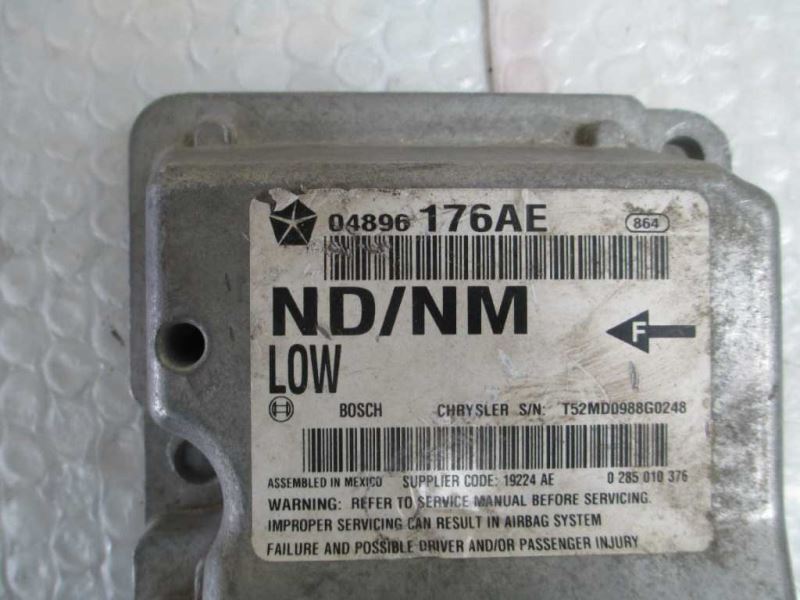 04896 176AE 864
ND/NM
F
LOW
BOSCH CHRYSLER S/N: T52MD0988G0248
ASSEMBLED IN MEXICO SUPPLIER CODE: 19224 AE 0 285 010 376
WARNING: REFER TO SERVICE MANUAL BEFORE SERVICING.
IMPROPER SERVICING CAN RESULT IN AIRBAG SYSTEM
FAILURE AND POSSIBLE DRIVER AND/OR PASSENGER INJURY